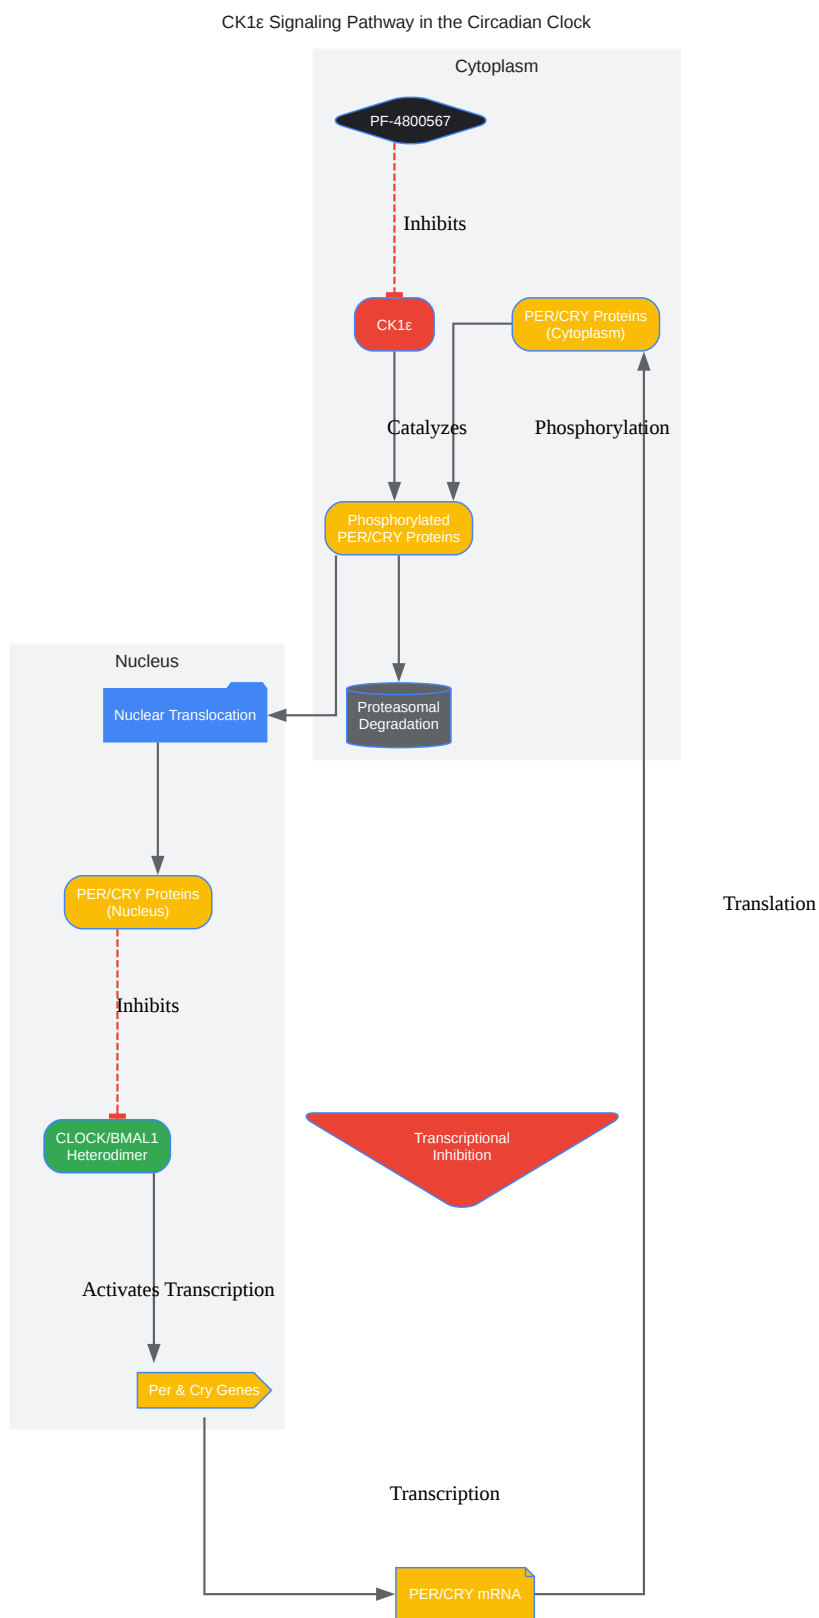 CK1ε Signaling Pathway in the Circadian Clock
Cytoplasm
PF-4800567
Inhibits
CK1ε
PER/CRY Proteins
(Cytoplasm)
Catalyzes
Phosphorylation
Phosphorylated
PER/CRY Proteins
Nucleus
Nuclear Translocation
Proteasomal
Degradation
PER/CRY Proteins
(Nucleus)
Translation
Inhibits
CLOCK/BMAL1
Heterodimer
Transcriptional
Inhibition
Activates Transcription
Per & Cry Genes
Transcription
PER/CRY mRNA